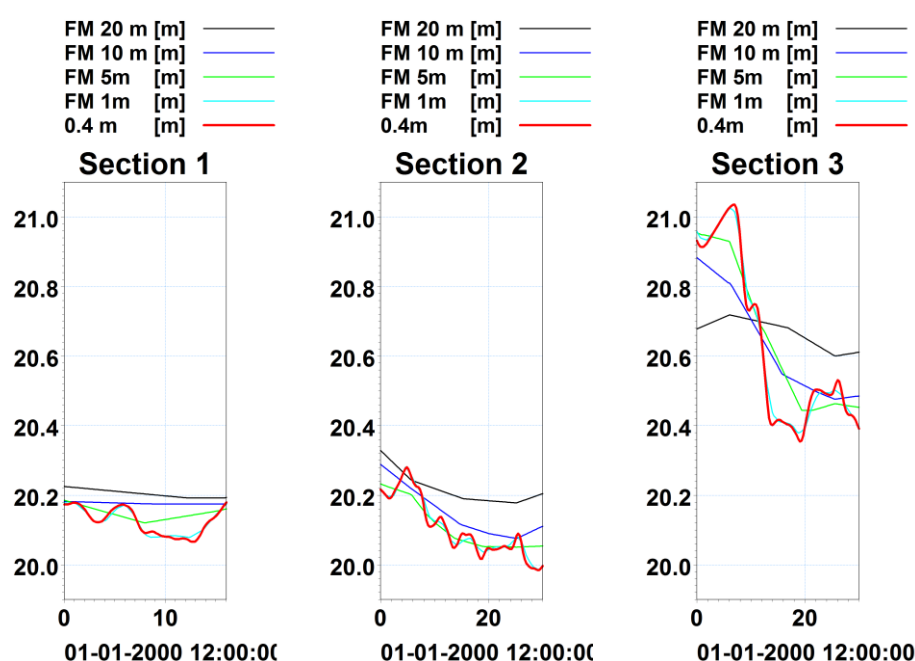 FM 20 m [m]
FM 10 m [m]
FM 5m [m]
FM 1m [m]
0.4 m [m]
Section 1
21.0
20.8
20.6
20.4
20.2
20.0
0 10
01-01-2000 12:00:00
FM 20 m [m]
FM 10 m [m]
FM 5m [m]
FM 1m [m]
0.4m [m]
Section 2
21.0
20.8
20.6
20.4
20.2
20.0
0 20
01-01-2000 12:00:00
FM 20 m [m]
FM 10 m [m]
FM 5m [m]
FM 1m [m]
0.4m [m]
Section 3
21.0
20.8
20.6
20.4
20.2
20.0
0 20
01-01-2000 12:00:00